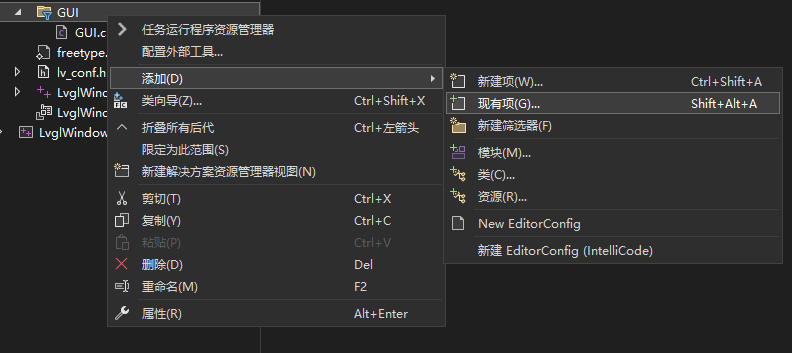 GUI
GUI.c
freetype.h
lv_conf.h
LvglWind
LvglWind
LvglWindow
任务运行程序资源管理器
配置外部工具...
添加(D)
类向导(Z)... Ctrl+Shift+X
折叠所有后代 Ctrl+左箭头
限定为此范围(S)
新建解决方案资源管理器视图(N)
剪切(T) Ctrl+X
复制(Y) Ctrl+C
粘贴(P) Ctrl+V
删除(D) Del
重命名(M) F2
属性(R) Alt+Enter
新建项(W)... Ctrl+Shift+A
现有项(G)... Shift+Alt+A
新建筛选器(F)
模块(M)...
类(C)...
资源(R)...
New EditorConfig
新建 EditorConfig (IntelliCode)